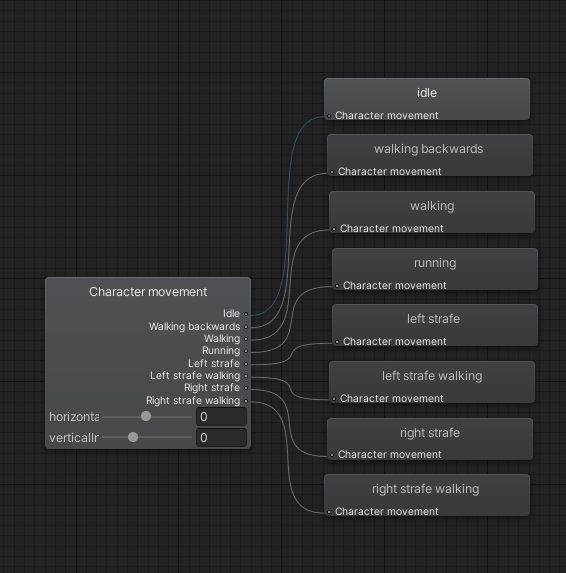 idle
Character movement
walking backwards
Character movement
walking
Character movement
running
Character movement
left strafe
Character movement
left strafe walking
Character movement
right strafe
Character movement
right strafe walking
Character movement
Character movement
Idle
Walking backwards
Walking
Running
Left strafe
Left strafe walking
Right strafe
Right strafe walking
horizonta 0
verticalIr 0